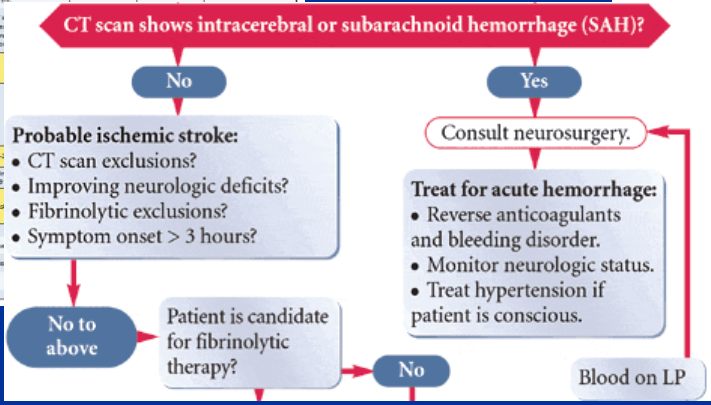 CT scan shows intracerebral or subarachnoid hemorrhage (SAH)?
No
Yes
Probable ischemic stroke:
• CT scan exclusions?
• Improving neurologic deficits?
• Fibrinolytic exclusions?
• Symptom onset > 3 hours?
Consult neurosurgery.
Treat for acute hemorrhage:
• Reverse anticoagulants
and bleeding disorder.
• Monitor neurologic status.
• Treat hypertension if
patient is conscious.
No to
above
Patient is candidate
for fibrinolytic
therapy?
No
Blood on LP